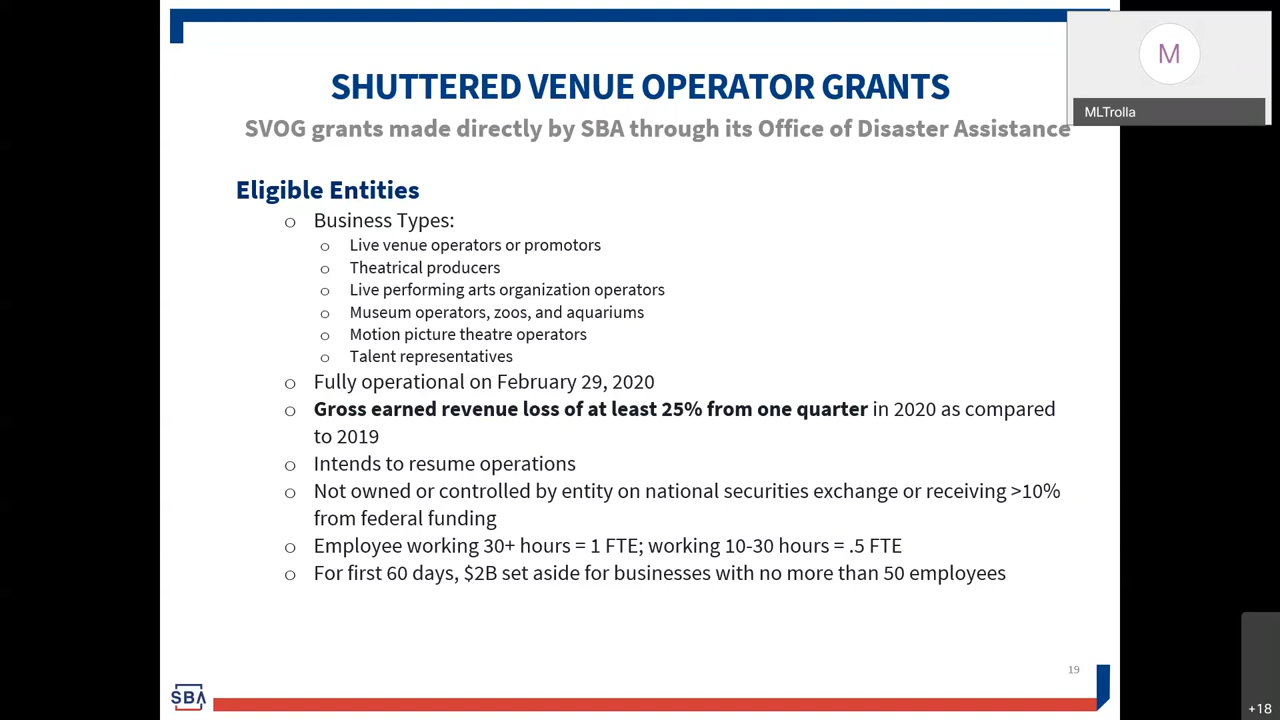 SHUTTERED VENUE OPERATOR GRANTS
SVOG grants made directly by SBA through its Office of Disaster Assistance
M
MLTrolla
Eligible Entities
o Business Types:
o Live venue operators or promotors
o Theatrical producers
o Live performing arts organization operators
o Museum operators, zoos, and aquariums
o Motion picture theatre operators
o Talent representatives
o Fully operational on February 29, 2020
o Gross earned revenue loss of at least 25% from one quarter in 2020 as compared
to 2019
o Intends to resume operations
o Not owned or controlled by entity on national securities exchange or receiving >10%
from federal funding
o Employee working 30+ hours = 1 FTE; working 10-30 hours = .5 FTE
o For first 60 days, $2B set aside for businesses with no more than 50 employees
19
SBA
+18